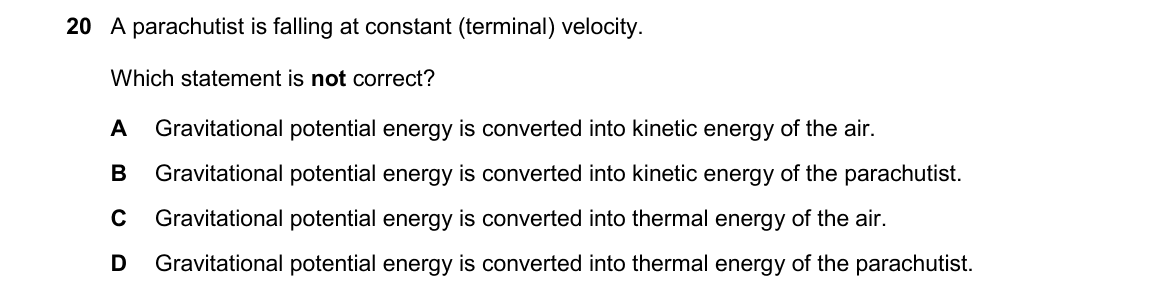 20 A parachutist is falling at constant (terminal) velocity.
Which statement is not correct?
A Gravitational potential energy is converted into kinetic energy of the air.
B Gravitational potential energy is converted into kinetic energy of the parachutist.
C Gravitational potential energy is converted into thermal energy of the air.
D Gravitational potential energy is converted into thermal energy of the parachutist.